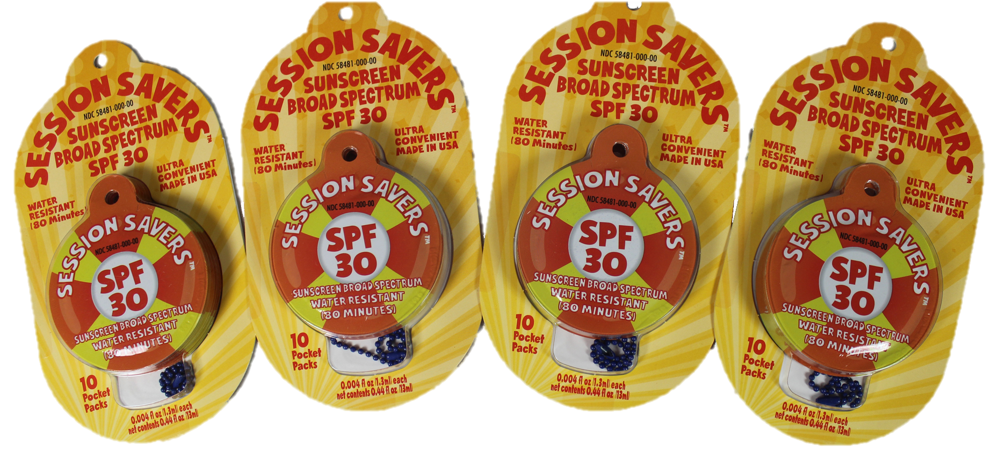 SESSION SAVERS™
NDC 58481-000-00
SUNSCREEN
BROAD SPECTRUM
SPF 30
WATER
RESISTANT
(80 Minutes)
ULTRA
CONVENIENT
MADE IN USA
SESSION SAVERS™
NDC 58481-000-00
SPF
30
SUNSCREEN BROAD SPECTRUM
WATER RESISTANT
(80 MINUTES)
10
Pocket
Packs
0.004 fl oz (1.3ml) each
net contents 0.44 fl oz (13ml)
SESSION SAVERS™
NDC 58481-000-00
SUNSCREEN
BROAD SPECTRUM
SPF 30
WATER
RESISTANT
(80 Minutes)
ULTRA
CONVENIENT
MADE IN USA
SESSION SAVERS™
NDC 58481-000-00
SPF
30
SUNSCREEN BROAD SPECTRUM
WATER RESISTANT
(80 MINUTES)
10
Pocket
Packs
0.004 fl oz (1.3ml) each
net contents 0.44 fl oz (13ml)
SESSION SAVERS™
NDC 58481-000-00
SUNSCREEN
BROAD SPECTRUM
SPF 30
WATER
RESISTANT
(80 Minutes)
ULTRA
CONVENIENT
MADE IN USA
SESSION SAVERS™
NDC 58481-000-00
SPF
30
SUNSCREEN BROAD SPECTRUM
WATER RESISTANT
(80 MINUTES)
10
Pocket
Packs
0.004 fl oz (1.3ml) each
net contents 0.44 fl oz (13ml)
SESSION SAVERS™
NDC 58481-000-00
SUNSCREEN
BROAD SPECTRUM
SPF 30
WATER
RESISTANT
(80 Minutes)
ULTRA
CONVENIENT
MADE IN USA
SESSION SAVERS™
NDC 58481-000-00
SPF
30
SUNSCREEN BROAD SPECTRUM
WATER RESISTANT
(80 MINUTES)
10
Pocket
Packs
0.004 fl oz (1.3ml) each
net contents 0.44 fl oz (13ml)